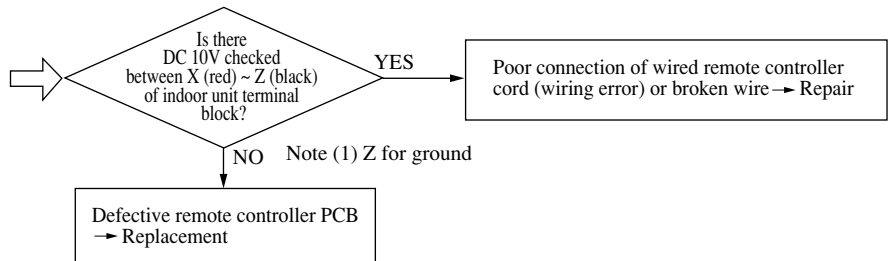 Is there
DC 10V checked
between X (red) ~ Z (black)
of indoor unit terminal
block?
YES
Poor connection of wired remote controller
cord (wiring error) or broken wire → Repair
NO
Note (1) Z for ground
Defective remote controller PCB
→ Replacement